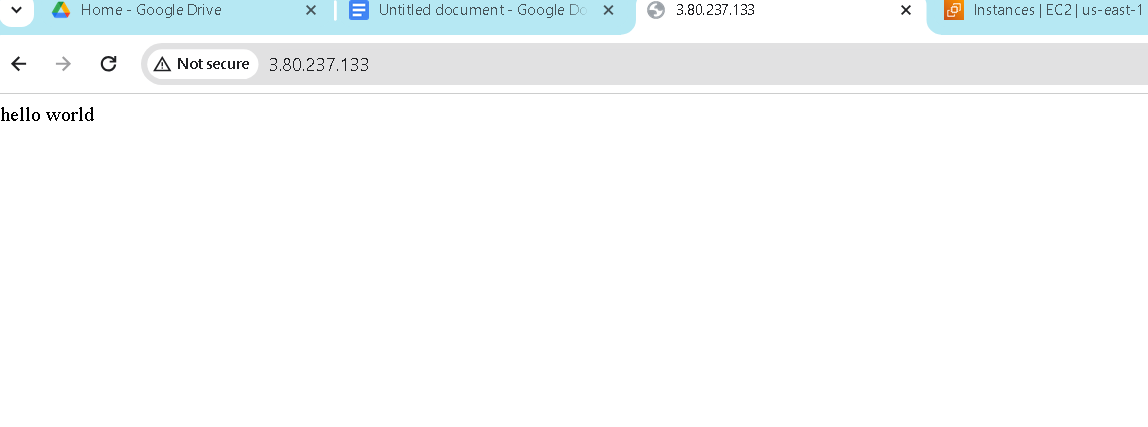 Home - Google Drive
Untitled document - Google Do
3.80.237.133
Instances | EC2 | us-east-1
Not secure
3.80.237.133
hello world